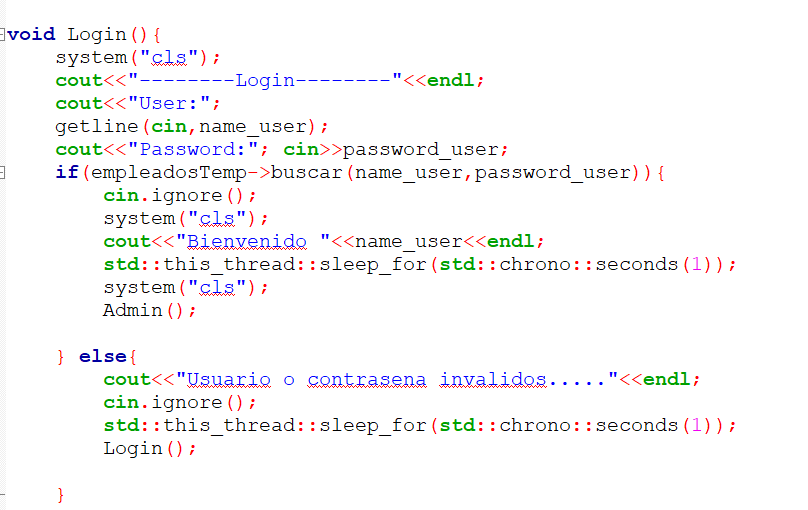 void Login(){
system("cls");
cout<<"--------Login--------"<<endl;
cout<<"User:";
getline(cin,name_user);
cout<<"Password:"; cin>>password_user;
if(empleadosTemp->buscar(name_user,password_user)){
cin.ignore();
system("cls");
cout<<"Bienvenido "<<name_user<<endl;
std::this_thread::sleep_for(std::chrono::seconds(1));
system("cls");
Admin();
} else{
cout<<"Usuario o contrasena invalidos....."<<endl;
cin.ignore();
std::this_thread::sleep_for(std::chrono::seconds(1));
Login();
}